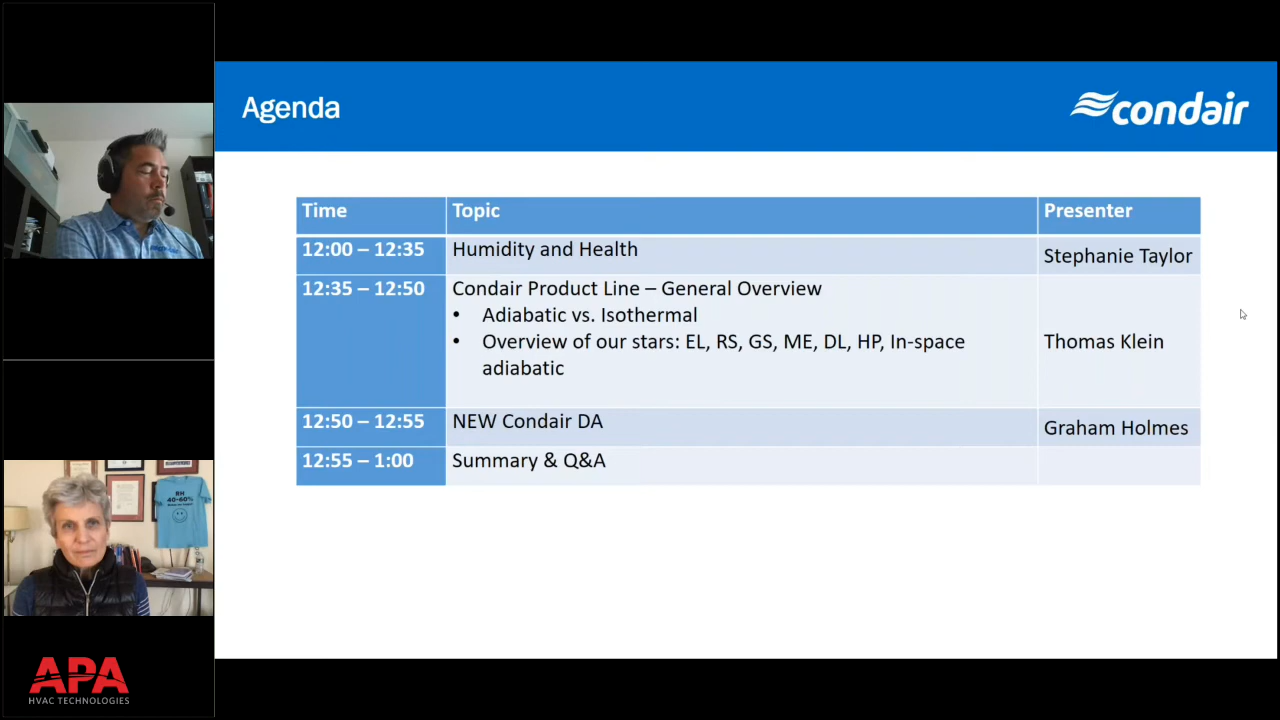 Agenda
condair
Time Topic Presenter
12:00 – 12:35 Humidity and Health Stephanie Taylor
12:35 – 12:50 Condair Product Line – General Overview
• Adiabatic vs. Isothermal
• Overview of our stars: EL, RS, GS, ME, DL, HP, In-space Thomas Klein
adiabatic
12:50 – 12:55 NEW Condair DA Graham Holmes
12:55 – 1:00 Summary & Q&A
RH
40-60%
APA
HVAC TECHNOLOGIES